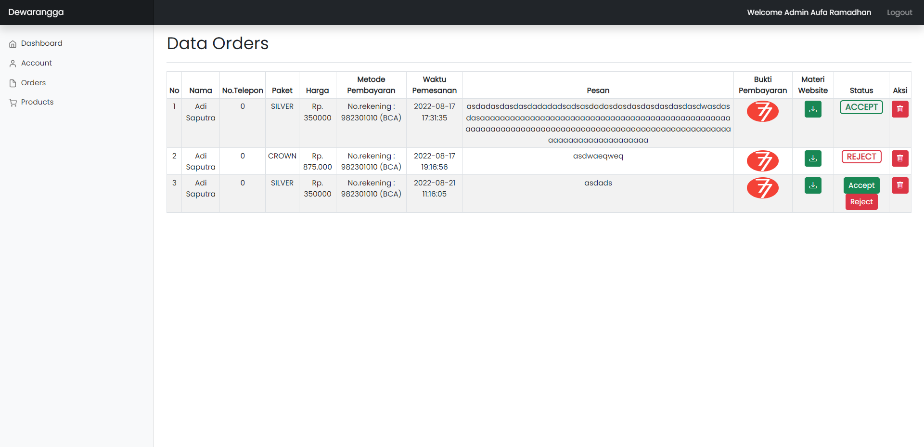 Dewarangga
Welcome Admin Aufa Ramadhan Logout
Dashboard
Account
Orders
Products
Data Orders
No Nama No.Telepon Paket Harga Metode Pembayaran Waktu Pemesanan Pesan Bukti Pembayaran Materi Website Status Aksi
1 Adi Saputra 0 SILVER Rp. 350000 No.rekening : 982301010 (BCA) 2022-08-17 17:31:35 ACCEPT
2 Adi Saputra 0 CROWN Rp. 875.000 No.rekening : 982301010 (BCA) 2022-08-17 19:16:56 asdwaeqweq REJECT
3 Adi Saputra 0 SILVER Rp. 350000 No.rekening : 982301010 (BCA) 2022-08-21 11:16:05 asdads Accept
Reject